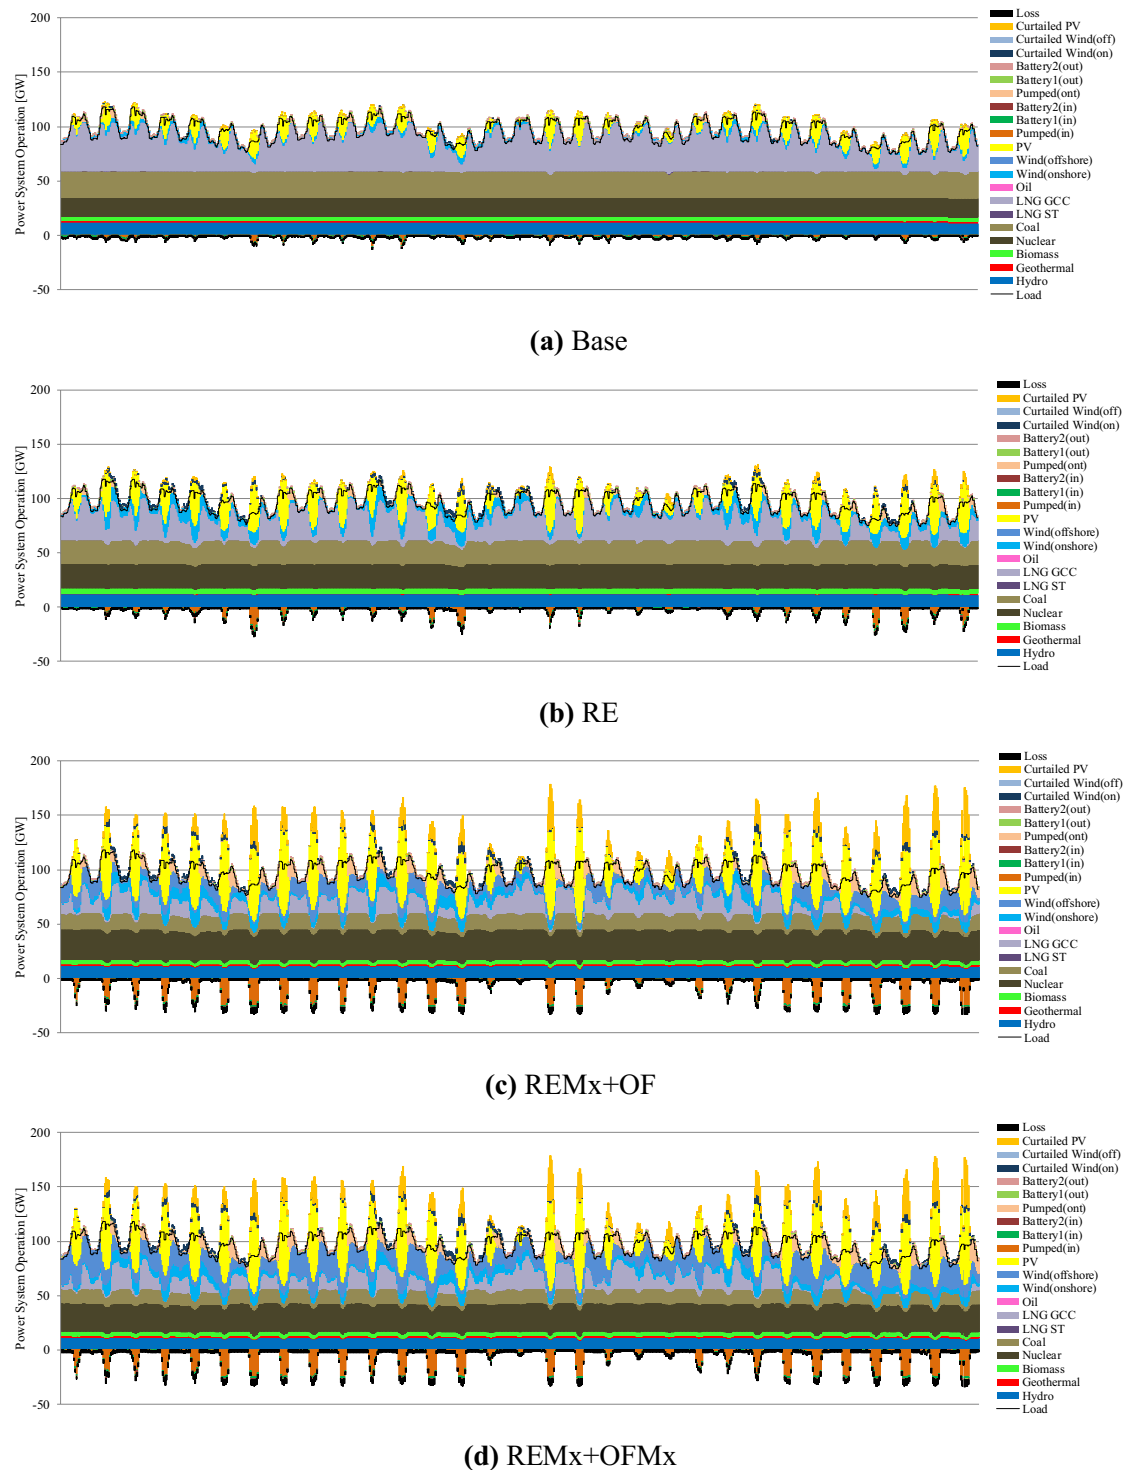 Power System Operation [GW]
200
150
100
50
0
-50
Loss
Curtailed PV
Curtailed Wind(off)
Curtailed Wind(on)
Battery2(out)
Battery1(out)
Pumped(ont)
Battery2(in)
Battery1(in)
Pumped(in)
PV
Wind(offshore)
Wind(onshore)
Oil
LNG GCC
LNG ST
Coal
Nuclear
Biomass
Geothermal
Hydro
Load
(a) Base
Power System Operation [GW]
200
150
100
50
0
-50
Loss
Curtailed PV
Curtailed Wind(off)
Curtailed Wind(on)
Battery2(out)
Battery1(out)
Pumped(ont)
Battery2(in)
Battery1(in)
Pumped(in)
PV
Wind(offshore)
Wind(onshore)
Oil
LNG GCC
LNG ST
Coal
Nuclear
Biomass
Geothermal
Hydro
Load
(b) RE
Power System Operation [GW]
200
150
100
50
0
-50
Loss
Curtailed PV
Curtailed Wind(off)
Curtailed Wind(on)
Battery2(out)
Battery1(out)
Pumped(ont)
Battery2(in)
Battery1(in)
Pumped(in)
PV
Wind(offshore)
Wind(onshore)
Oil
LNG GCC
LNG ST
Coal
Nuclear
Biomass
Geothermal
Hydro
Load
(c) REMx+OF
Power System Operation [GW]
200
150
100
50
0
-50
Loss
Curtailed PV
Curtailed Wind(off)
Curtailed Wind(on)
Battery2(out)
Battery1(out)
Pumped(ont)
Battery2(in)
Battery1(in)
Pumped(in)
PV
Wind(offshore)
Wind(onshore)
Oil
LNG GCC
LNG ST
Coal
Nuclear
Biomass
Geothermal
Hydro
Load
(d) REMx+OFMx